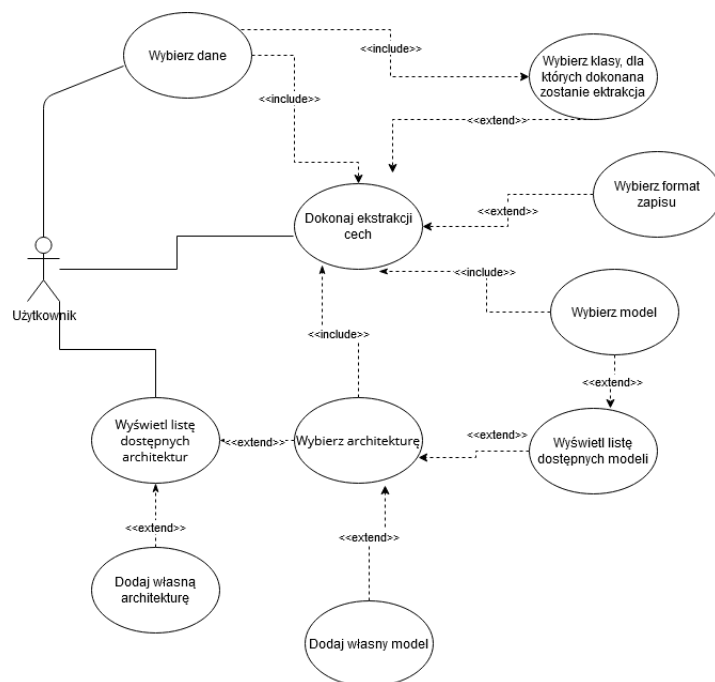 Wybierz dane
<<include>>
Wybierz klasy, dla
których dokonana
zostanie ektrakcja
<<include>>
<<extend>>
Wybierz format
zapisu
Dokonaj ekstrakcji
cech
<<extend>>
<<include>>
Użytkownik
Wybierz model
<<include>>
<<extend>>
Wyświetl listę
dostępnych
architektur
<<extend>>
Wybierz architekturę
<<extend>>
Wyświetl listę
dostępnych modeli
<<extend>>
<<extend>>
Dodaj własną
architekturę
Dodaj własny model